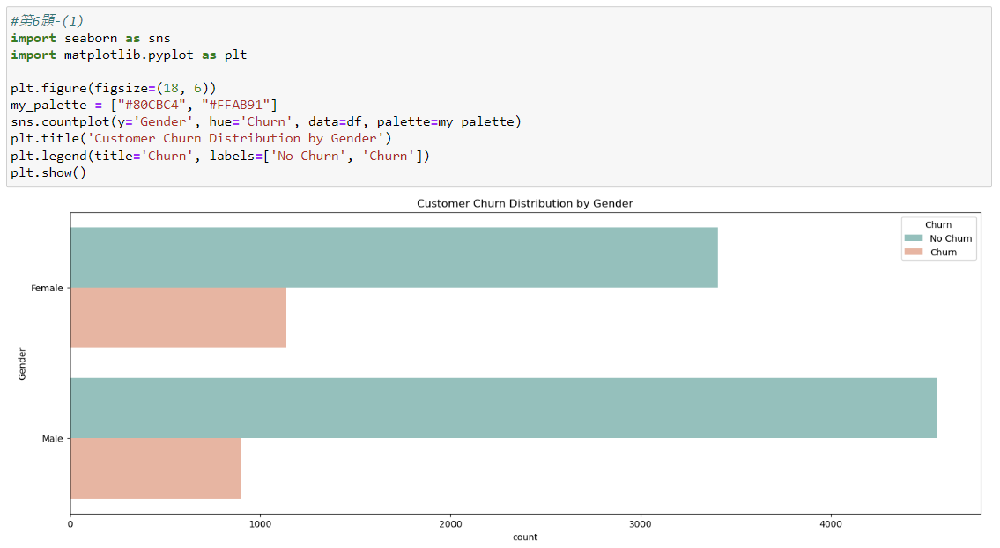 #第6題-(1)
import seaborn as sns
import matplotlib.pyplot as plt
plt.figure(figsize=(18, 6))
my_palette = ["#80CBC4", "#FFAB91"]
sns.countplot(y='Gender', hue='Churn', data=df, palette=my_palette)
plt.title('Customer Churn Distribution by Gender')
plt.legend(title='Churn', labels=['No Churn', 'Churn'])
plt.show()
Customer Churn Distribution by Gender
Churn
No Churn
Churn
Female
Gender
Male
0 1000 2000 3000 4000
count